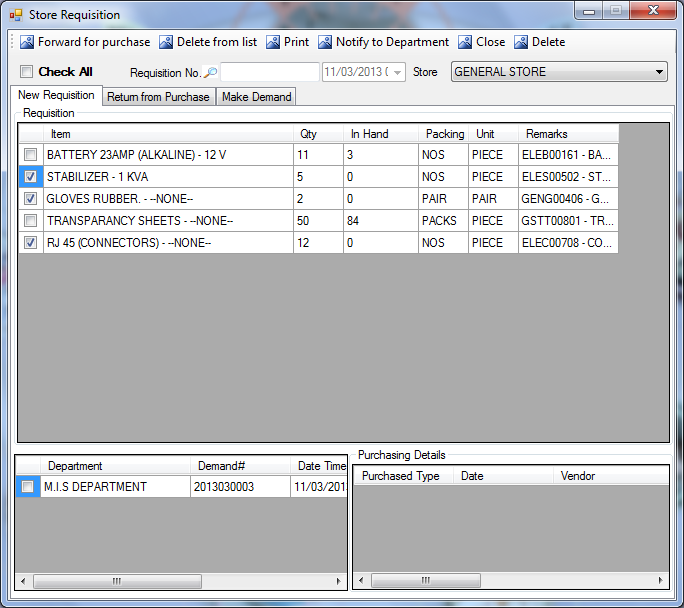 Store Requisition
Forward for purchase Delete from list Print Notify to Department Close Delete
Check All Requisition No. 11/03/2013 Store GENERAL STORE
New Requisition Return from Purchase Make Demand
Requisition
Item Qty In Hand Packing Unit Remarks
BATTERY 23AMP (ALKALINE) - 12 V 11 3 NOS PIECE ELEB00161 - BA...
STABILIZER - 1 KVA 5 0 NOS PIECE ELES00502 - ST...
GLOVES RUBBER. - --NONE-- 2 0 PAIR PAIR GENG00406 - G...
TRANSPARANCY SHEETS - --NONE-- 50 84 PACKS PIECE GSTT00801 - TR...
RJ 45 (CONNECTORS) - --NONE-- 12 0 NOS PIECE ELEC00708 - CO...
Department Demand# Date Time
M.I.S DEPARTMENT 2013030003 11/03/201
Purchasing Details
Purchased Type Date Vendor